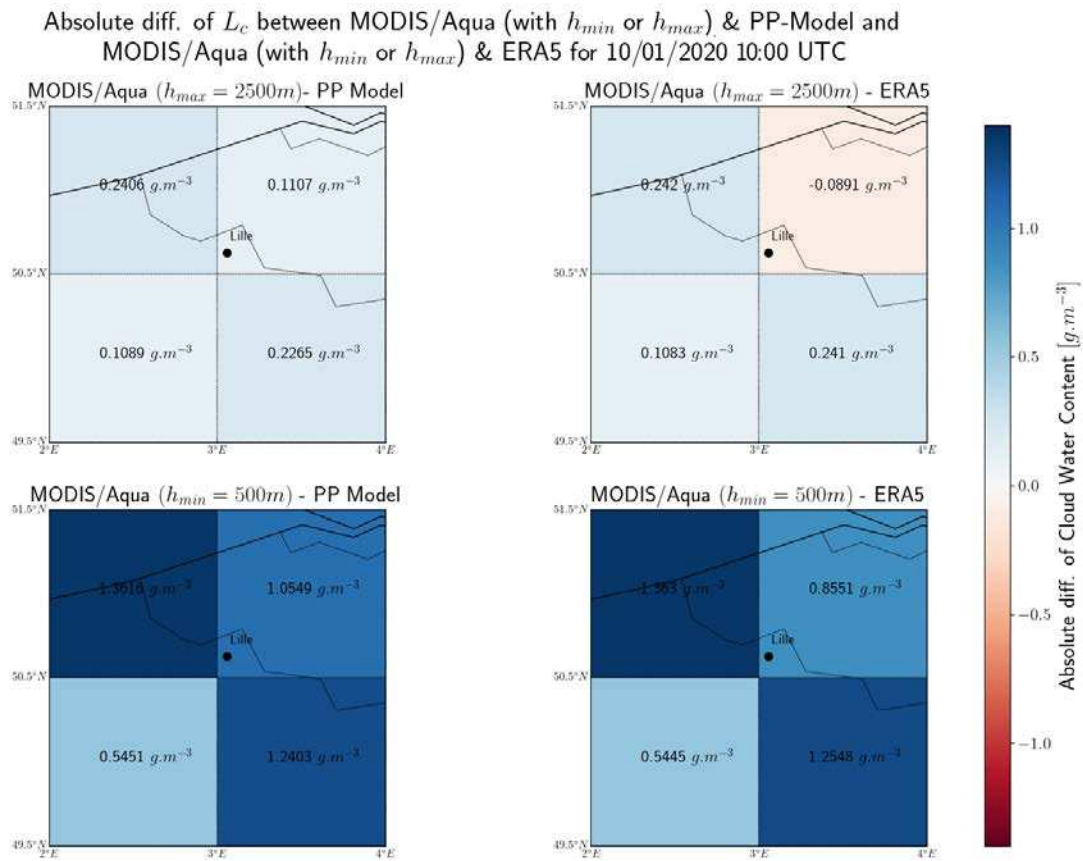 Absolute diff. of L_c between MODIS/Aqua (with h_min or h_max) & PP-Model and
MODIS/Aqua (with h_min or h_max) & ERA5 for 10/01/2020 10:00 UTC
MODIS/Aqua (h_max = 2500m)- PP Model
51.5°N
0.2406 g.m⁻³
0.1107 g.m⁻³
Lille
50.5°N
0.1089 g.m⁻³
0.2265 g.m⁻³
49.5°N
2°E
3°E
4°E
MODIS/Aqua (h_max = 2500m) - ERA5
51.5°N
0.242 g.m⁻³
-0.0891 g.m⁻³
Lille
50.5°N
0.1083 g.m⁻³
0.241 g.m⁻³
49.5°N
2°E
3°E
4°E
MODIS/Aqua (h_min = 500m) - PP Model
51.5°N
1.3616 g.m⁻³
1.0549 g.m⁻³
Lille
50.5°N
0.5451 g.m⁻³
1.2403 g.m⁻³
49.5°N
2°E
3°E
4°E
MODIS/Aqua (h_min = 500m) - ERA5
51.5°N
1.363 g.m⁻³
0.8551 g.m⁻³
Lille
50.5°N
0.5445 g.m⁻³
1.2548 g.m⁻³
49.5°N
2°E
3°E
4°E
1.0
0.5
0.0
−0.5
−1.0
Absolute diff. of Cloud Water Content [g.m⁻³]